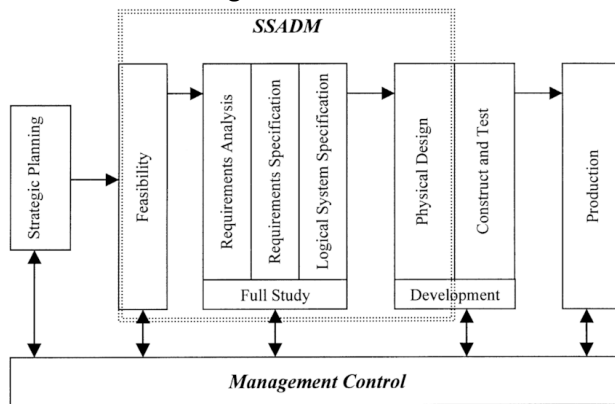 SSADM
Strategic Planning
Feasibility
Requirements Analysis
Requirements Specification
Logical System Specification
Full Study
Physical Design
Construct and Test
Development
Production
Management Control